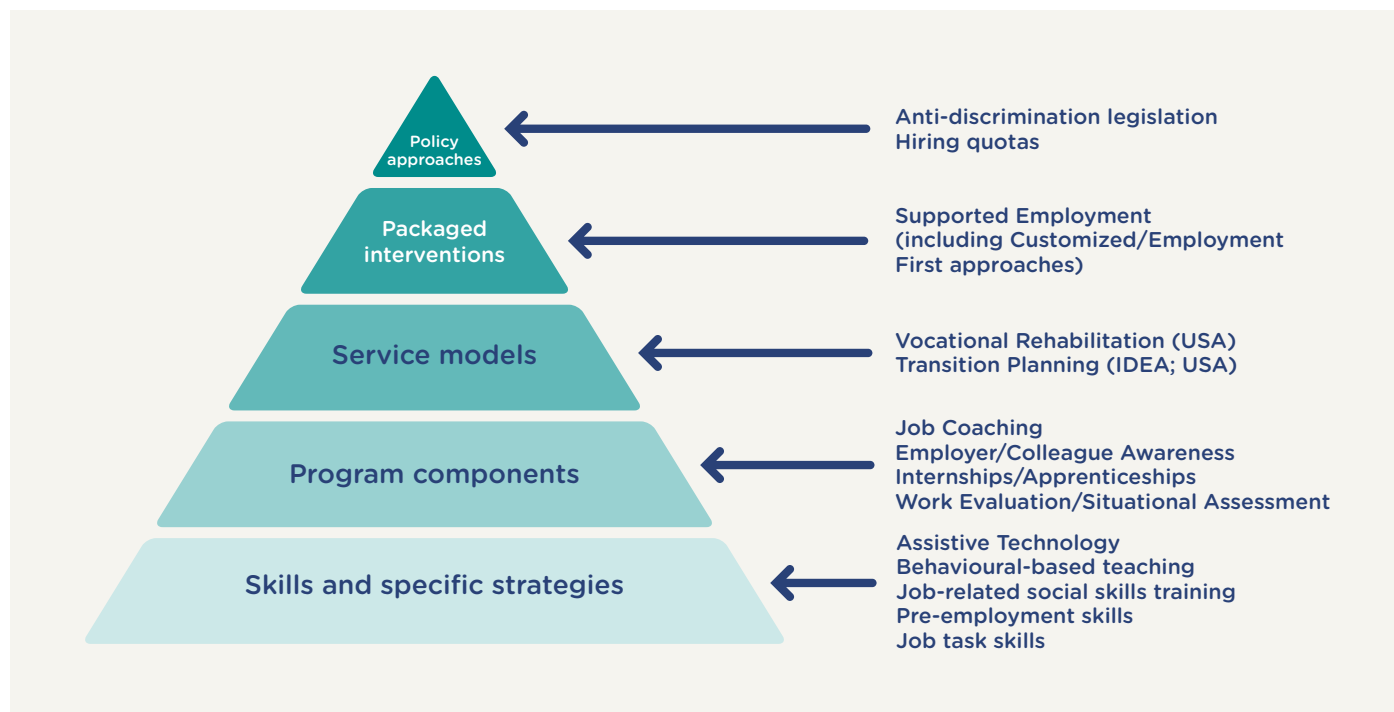 Policy
approaches
Anti-discrimination legislation
Hiring quotas
Packaged
interventions
Supported Employment
(including Customized/Employment
First approaches)
Service models
Vocational Rehabilitation (USA)
Transition Planning (IDEA; USA)
Program components
Job Coaching
Employer/Colleague Awareness
Internships/Apprenticeships
Work Evaluation/Situational Assessment
Skills and specific strategies
Assistive Technology
Behavioural-based teaching
Job-related social skills training
Pre-employment skills
Job task skills